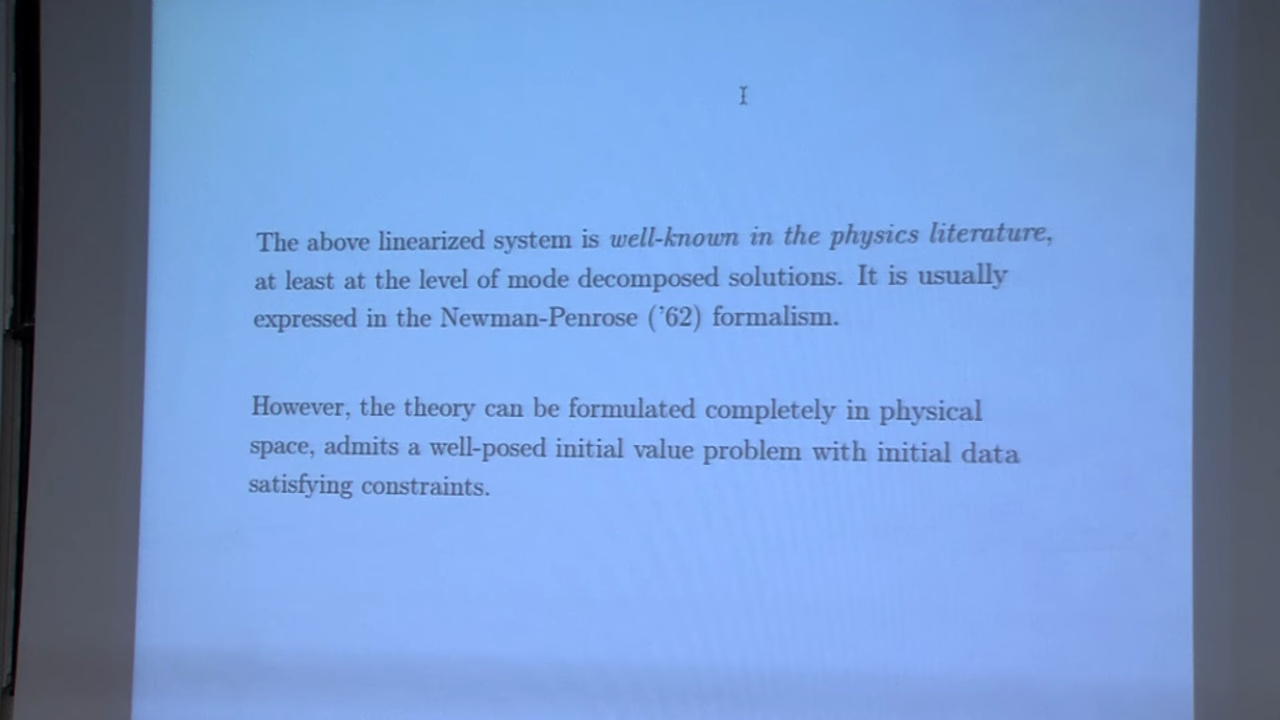 The above linearized system is well-known in the physics literature,
at least at the level of mode decomposed solutions. It is usually
expressed in the Newman-Penrose ('62) formalism.
However, the theory can be formulated completely in physical
space, admits a well-posed initial value problem with initial data
satisfying constraints.